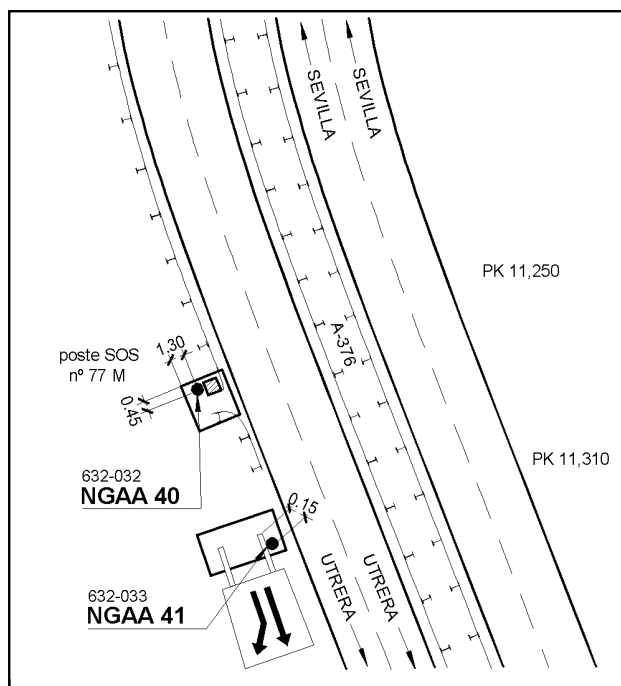 SEVILLA
SEVILLA
PK 11,250
A-376
1.30
poste SOS
nº 77 M
0.45
PK 11,310
632-032
NGAA 40
0.15
632-033
NGAA 41
UTRERA
UTRERA